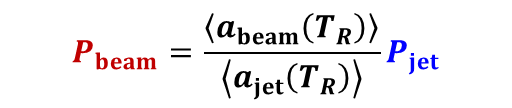 P_beam = ⟨a_beam(T_R)⟩ / ⟨a_jet(T_R)⟩ P_jet